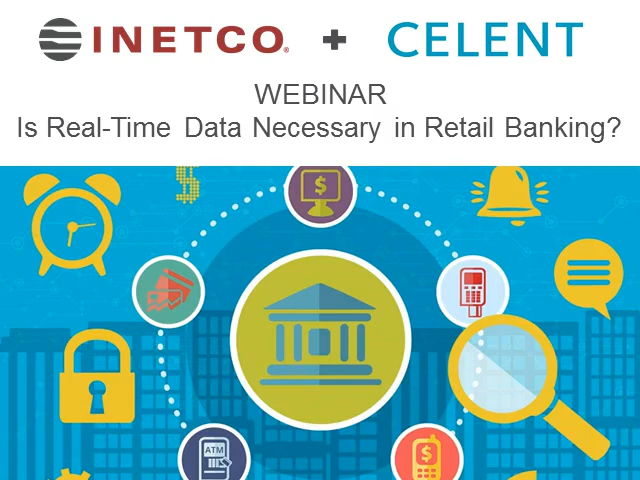 INETCO® + CELENT
WEBINAR
Is Real-Time Data Necessary in Retail Banking?
$
$
ATM
$